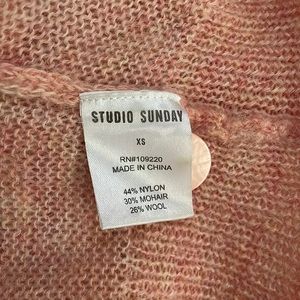 STUDIO SUNDAY
XS
RN#109220
MADE IN CHINA
44% NYLON
30% MOHAIR
26% WOOL